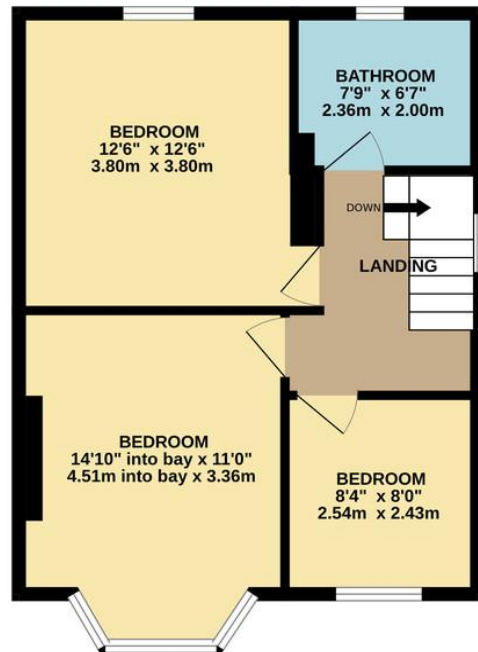 BEDROOM
12'6" x 12'6"
3.80m x 3.80m
BATHROOM
7'9" x 6'7"
2.36m x 2.00m
DOWN
LANDING
BEDROOM
14'10" into bay x 11'0"
4.51m into bay x 3.36m
BEDROOM
8'4" x 8'0"
2.54m x 2.43m